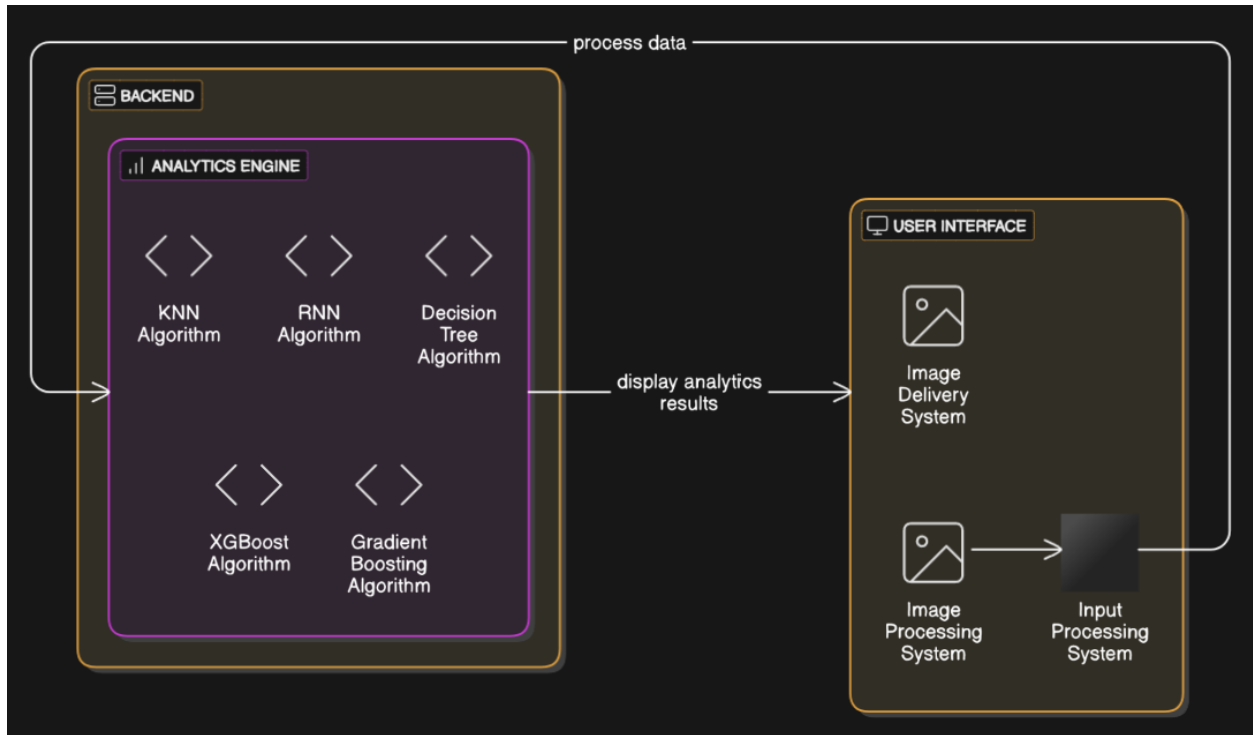 process data
BACKEND
ANALYTICS ENGINE
KNN
Algorithm
RNN
Algorithm
Decision
Tree
Algorithm
XGBoost
Algorithm
Gradient
Boosting
Algorithm
display analytics
results
USER INTERFACE
Image
Delivery
System
Image
Processing
System
Input
Processing
System